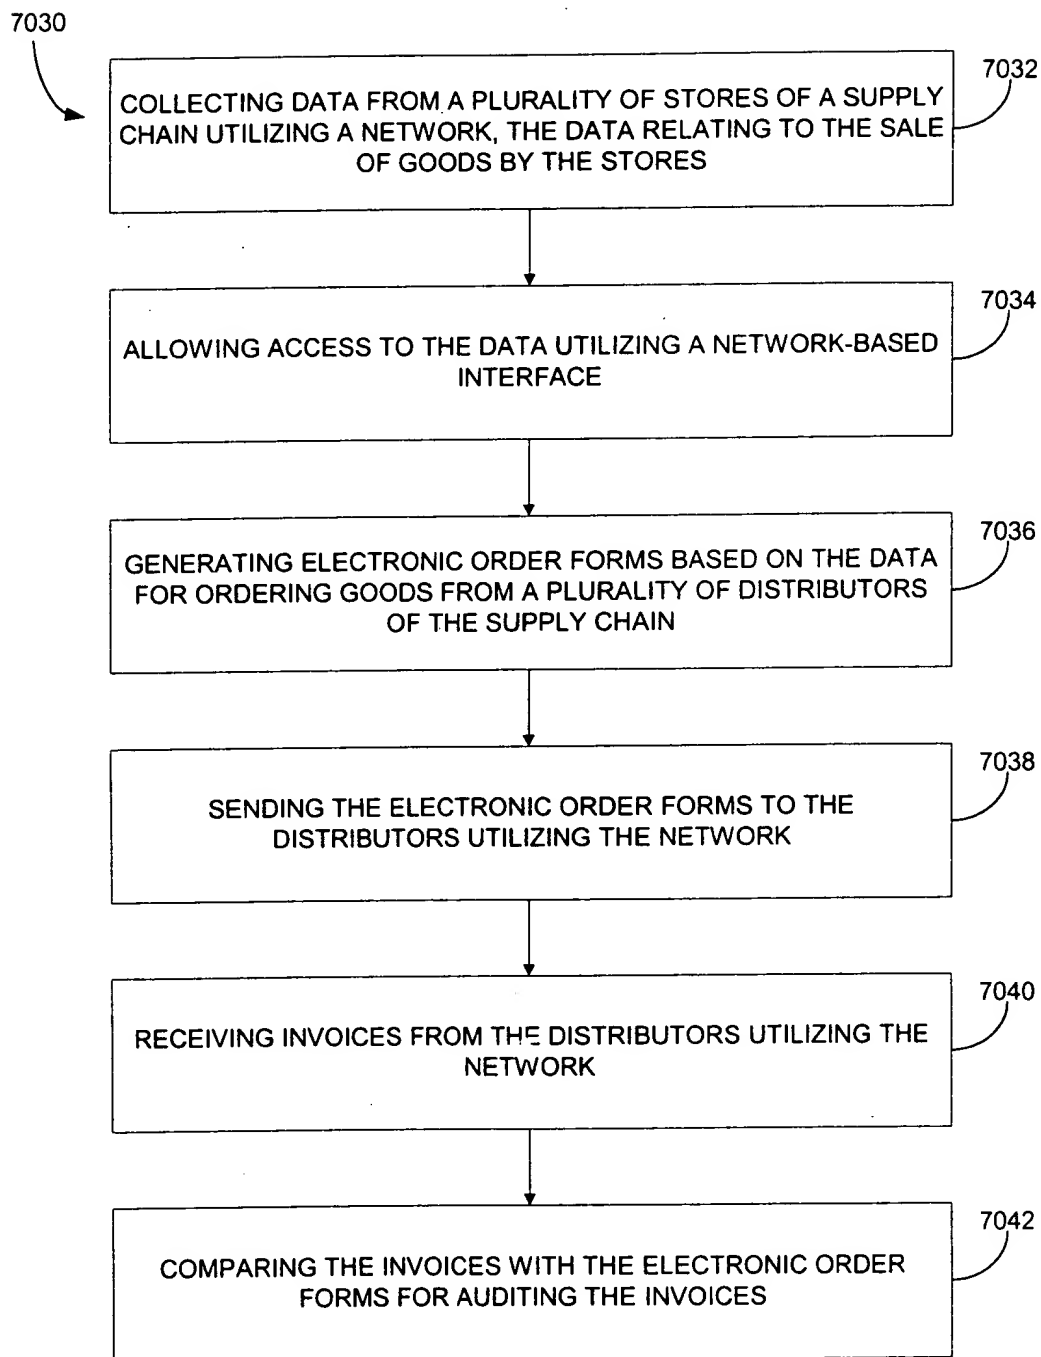 7030
7032
COLLECTING DATA FROM A PLURALITY OF STORES OF A SUPPLY
CHAIN UTILIZING A NETWORK, THE DATA RELATING TO THE SALE
OF GOODS BY THE STORES
7034
ALLOWING ACCESS TO THE DATA UTILIZING A NETWORK-BASED
INTERFACE
7036
GENERATING ELECTRONIC ORDER FORMS BASED ON THE DATA
FOR ORDERING GOODS FROM A PLURALITY OF DISTRIBUTORS
OF THE SUPPLY CHAIN
7038
SENDING THE ELECTRONIC ORDER FORMS TO THE
DISTRIBUTORS UTILIZING THE NETWORK
7040
RECEIVING INVOICES FROM THE DISTRIBUTORS UTILIZING THE
NETWORK
7042
COMPARING THE INVOICES WITH THE ELECTRONIC ORDER
FORMS FOR AUDITING THE INVOICES